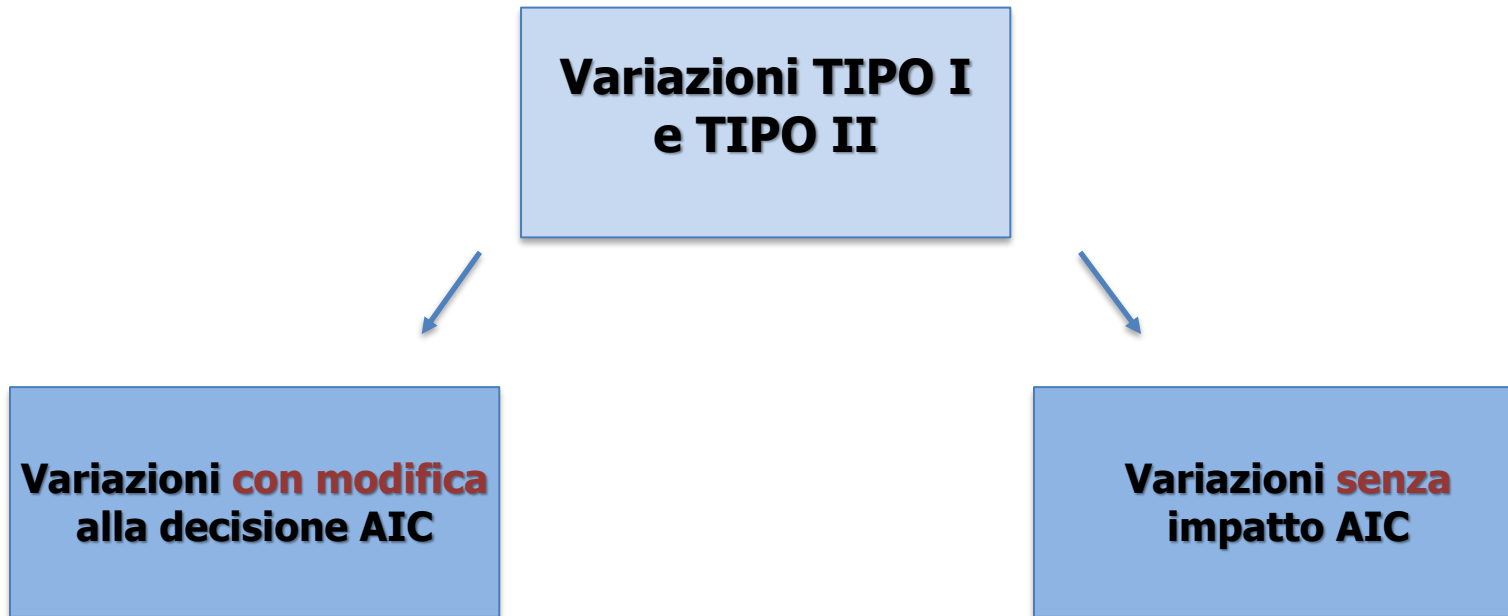 Variazioni TIPO I
e TIPO II
Variazioni con modifica
alla decisione AIC
Variazioni senza
impatto AIC